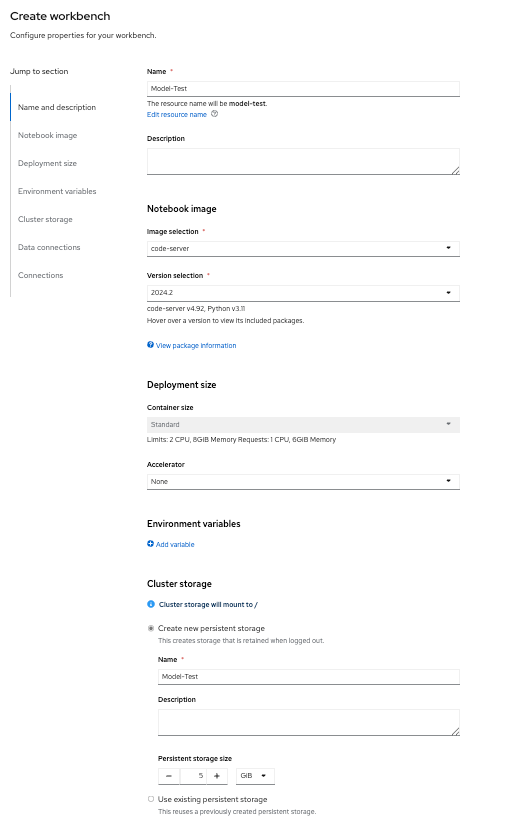 Create workbench
Configure properties for your workbench.
Jump to section
Name and description
Notebook image
Deployment size
Environment variables
Cluster storage
Data connections
Connections
Name *
Model-Test
The resource name will be model-test.
Edit resource name
Description
Notebook image
Image selection *
code-server
Version selection *
2024.2
code-server v4.92, Python v3.11
Hover over a version to view its included packages.
View package information
Deployment size
Container size
Standard
Limits: 2 CPU, 8GiB Memory Requests: 1 CPU, 6GiB Memory
Accelerator
None
Environment variables
Add variable
Cluster storage
Cluster storage will mount to /
Create new persistent storage
This creates storage that is retained when logged out.
Name *
Model-Test
Description
Persistent storage size
5 GiB
Use existing persistent storage
This reuses a previously created persistent storage.